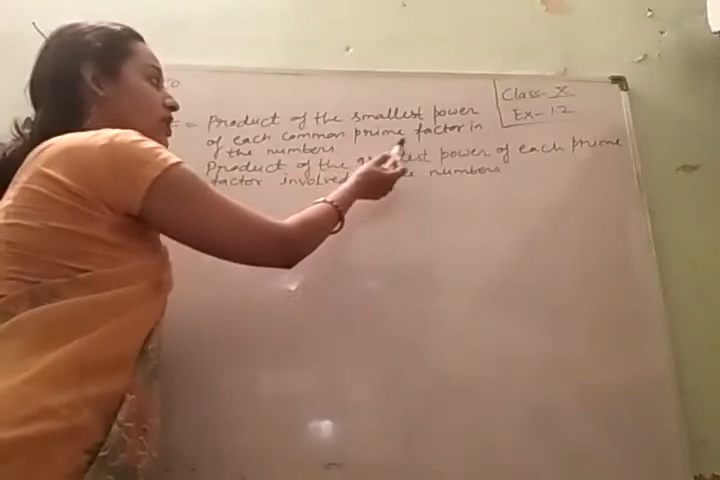 = Product of the smallest power
of each common prime factor in
of the numbers.
Product of the greatest power of each prime
factor involved numbers
Class- X
Ex- 1.2